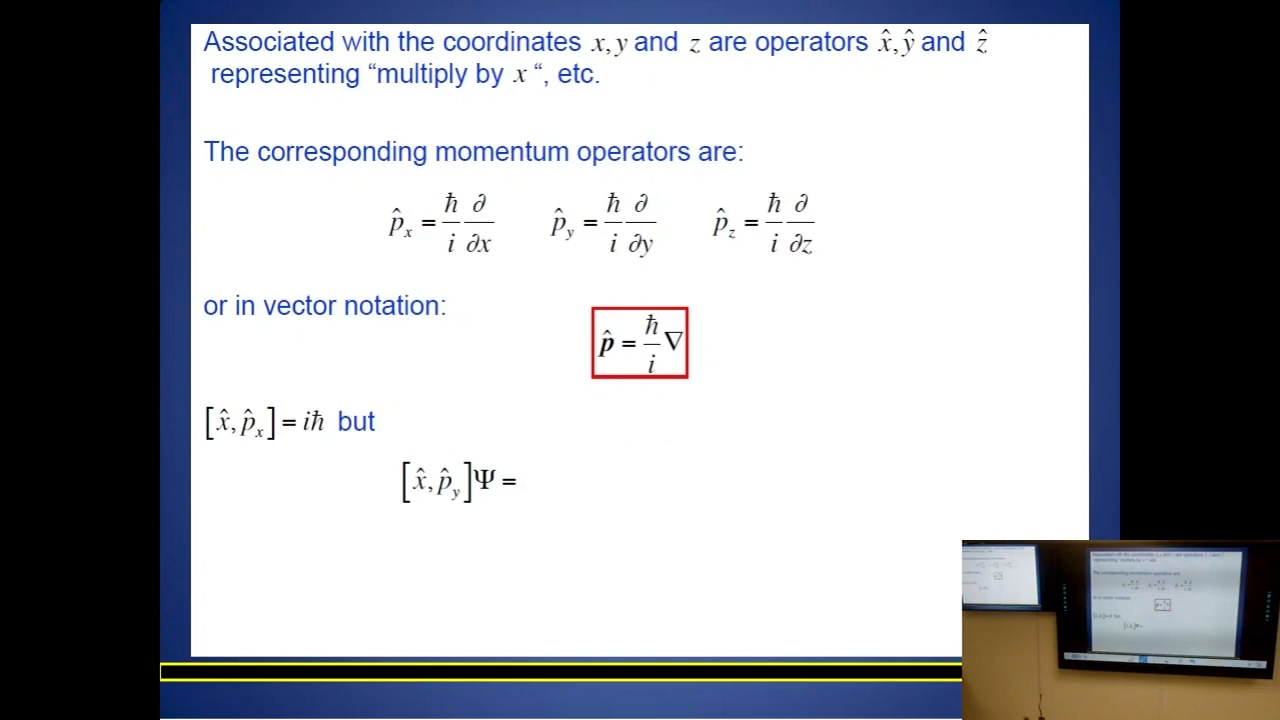 Associated with the coordinates x, y and z are operators x̂, ŷ and ẑ
representing “multiply by x “, etc.
The corresponding momentum operators are:
p̂ₓ = ħ/i ∂/∂x    p̂_y = ħ/i ∂/∂y    p̂_z = ħ/i ∂/∂z
or in vector notation:
p̂ = ħ/i ∇
[x̂, p̂ₓ] = iħ but
[x̂, p̂_y]Ψ =